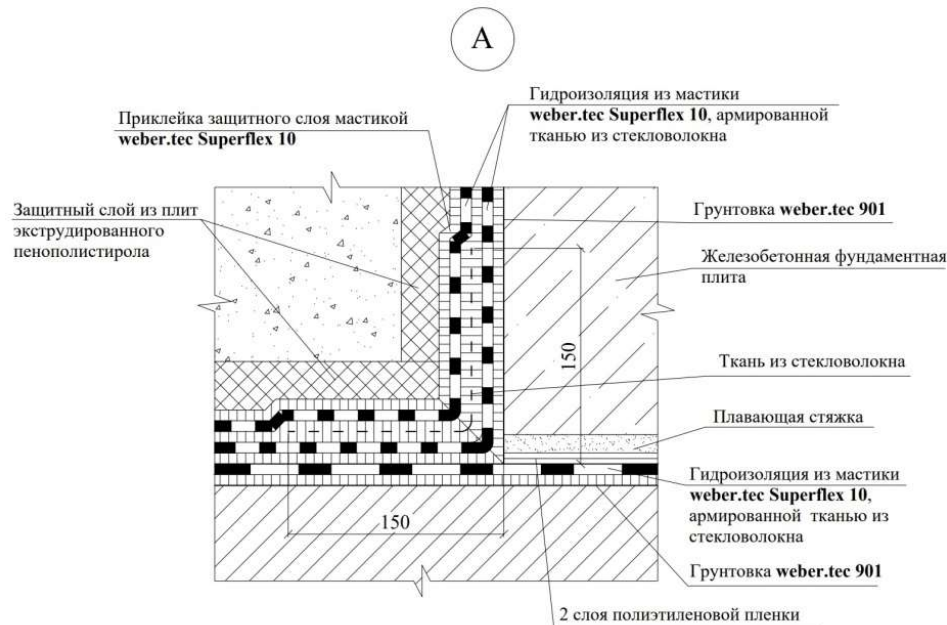 А
Гидроизоляция из мастики
weber.tec Superflex 10, армированной
тканью из стекловолокна
Приклейка защитного слоя мастикой
weber.tec Superflex 10
Защитный слой из плит
экструдированного
пенополистирола
Грунтовка weber.tec 901
Железобетонная фундаментная
плита
150
Ткань из стекловолокна
Плавающая стяжка
Гидроизоляция из мастики
weber.tec Superflex 10,
армированной тканью из
стекловолокна
150
Грунтовка weber.tec 901
2 слоя полиэтиленовой пленки